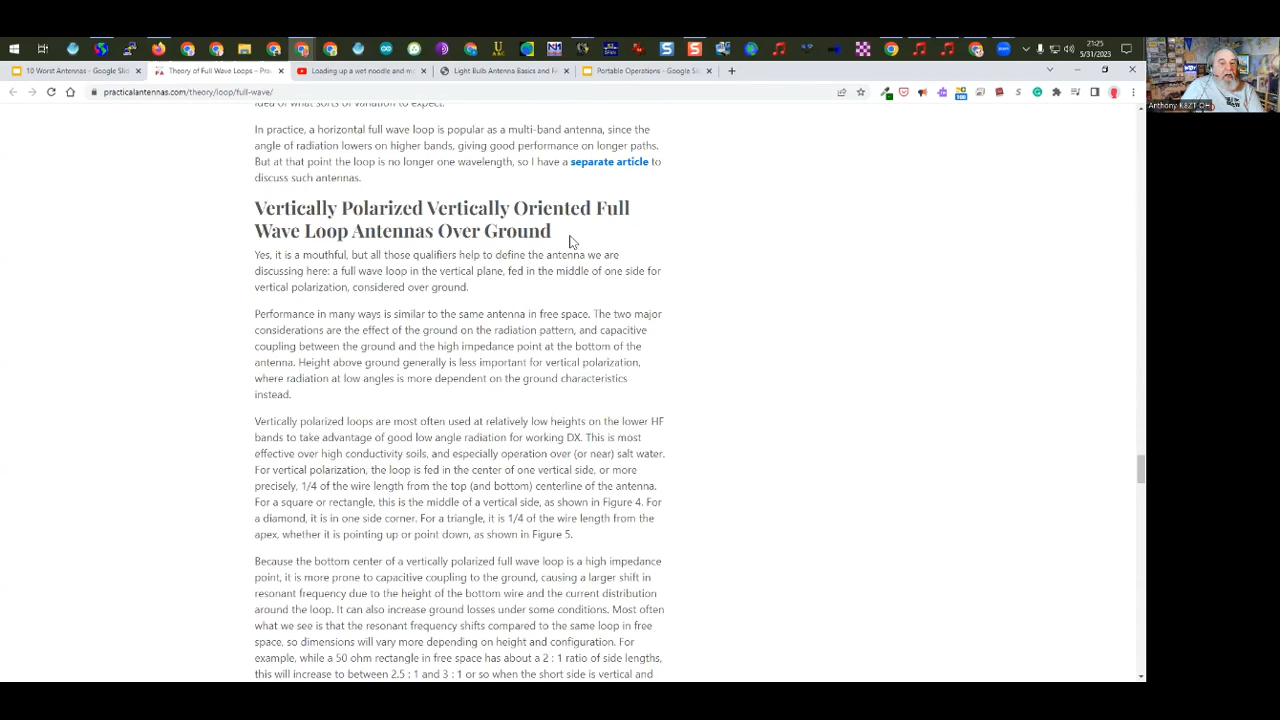 21:25
5/31/2023
10 Worst Antennas - Google Slid
Theory of Full Wave Loops – Prac
Loading up a wet noodle and mo
Light Bulb Antenna Basics and Fe
Portable Operations - Google Sli
practicalantennas.com/theory/loop/full-wave/
Anthony K8ZT-OH
idea of what sorts of variation to expect.
In practice, a horizontal full wave loop is popular as a multi-band antenna, since the
angle of radiation lowers on higher bands, giving good performance on longer paths.
But at that point the loop is no longer one wavelength, so I have a separate article to
discuss such antennas.
Vertically Polarized Vertically Oriented Full
Wave Loop Antennas Over Ground
Yes, it is a mouthful, but all those qualifiers help to define the antenna we are
discussing here: a full wave loop in the vertical plane, fed in the middle of one side for
vertical polarization, considered over ground.
Performance in many ways is similar to the same antenna in free space. The two major
considerations are the effect of the ground on the radiation pattern, and capacitive
coupling between the ground and the high impedance point at the bottom of the
antenna. Height above ground generally is less important for vertical polarization,
where radiation at low angles is more dependent on the ground characteristics
instead.
Vertically polarized loops are most often used at relatively low heights on the lower HF
bands to take advantage of good low angle radiation for working DX. This is most
effective over high conductivity soils, and especially operation over (or near) salt water.
For vertical polarization, the loop is fed in the center of one vertical side, or more
precisely, 1/4 of the wire length from the top (and bottom) centerline of the antenna.
For a square or rectangle, this is the middle of a vertical side, as shown in Figure 4. For
a diamond, it is in one side corner. For a triangle, it is 1/4 of the wire length from the
apex, whether it is pointing up or point down, as shown in Figure 5.
Because the bottom center of a vertically polarized full wave loop is a high impedance
point, it is more prone to capacitive coupling to the ground, causing a larger shift in
resonant frequency due to the height of the bottom wire and the current distribution
around the loop. It can also increase ground losses under some conditions. Most often
what we see is that the resonant frequency shifts compared to the same loop in free
space, so dimensions will vary more depending on height and configuration. For
example, while a 50 ohm rectangle in free space has about a 2 : 1 ratio of side lengths,
this will increase to between 2.5 : 1 and 3 : 1 or so when the short side is vertical and